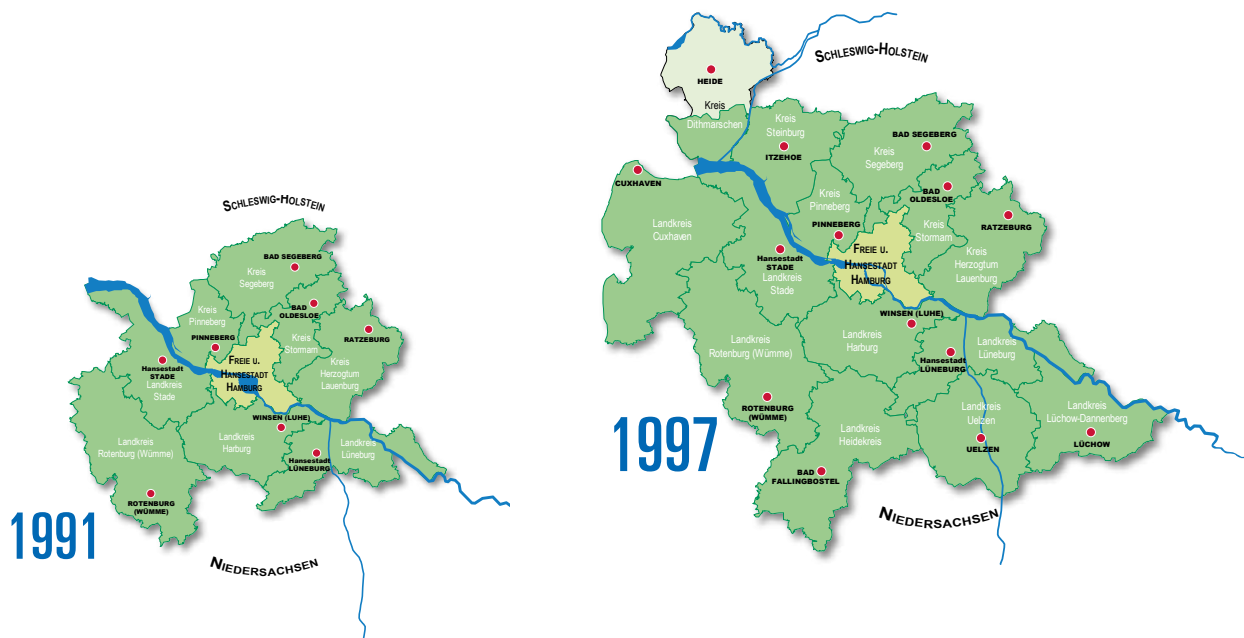 SCHLESWIG-HOLSTEIN
BAD SEGEBERG
Kreis
Segeberg
BAD
OLDESLOE
Kreis
Pinneberg
PINNEBERG
RATZEBURG
Kreis
Stormarn
FREIE U.
HANSESTADT
HAMBURG
Kreis
Herzogtum
Lauenburg
Hansestadt
STADE
Landkreis
Stade
WINSEN (LUHE)
Landkreis
Harburg
Landkreis
Lüneburg
Hansestadt
LÜNEBURG
Landkreis
Rotenburg (Wümme)
ROTENBURG
(WÜMME)
1991
NIEDERSACHSEN
SCHLESWIG-HOLSTEIN
HEIDE
Kreis
Dithmarschen
Kreis
Steinburg
ITZEHOE
BAD SEGEBERG
Kreis
Segeberg
CUXHAVEN
BAD
OLDESLOE
Kreis
Pinneberg
PINNEBERG
RATZEBURG
Kreis
Stormarn
Landkreis
Cuxhaven
FREIE U.
HANSESTADT
HAMBURG
Kreis
Herzogtum
Lauenburg
Hansestadt
STADE
Landkreis
Stade
WINSEN (LUHE)
Landkreis
Harburg
Landkreis
Lüneburg
Hansestadt
LÜNEBURG
Landkreis
Rotenburg (Wümme)
ROTENBURG
(WÜMME)
Landkreis
Heidekreis
Landkreis
Uelzen
UELZEN
Landkreis
Lüchow-Dannenberg
LÜCHOW
BAD
FALLINGBOSTEL
1997
NIEDERSACHSEN